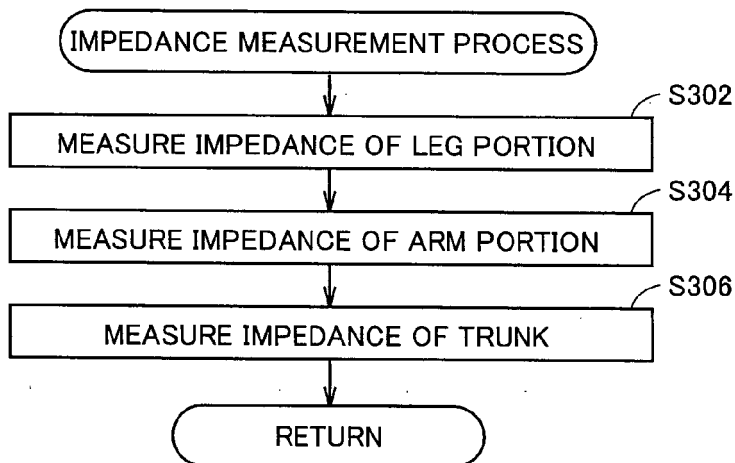 IMPEDANCE MEASUREMENT PROCESS
S302
MEASURE IMPEDANCE OF LEG PORTION
S304
MEASURE IMPEDANCE OF ARM PORTION
S306
MEASURE IMPEDANCE OF TRUNK
RETURN